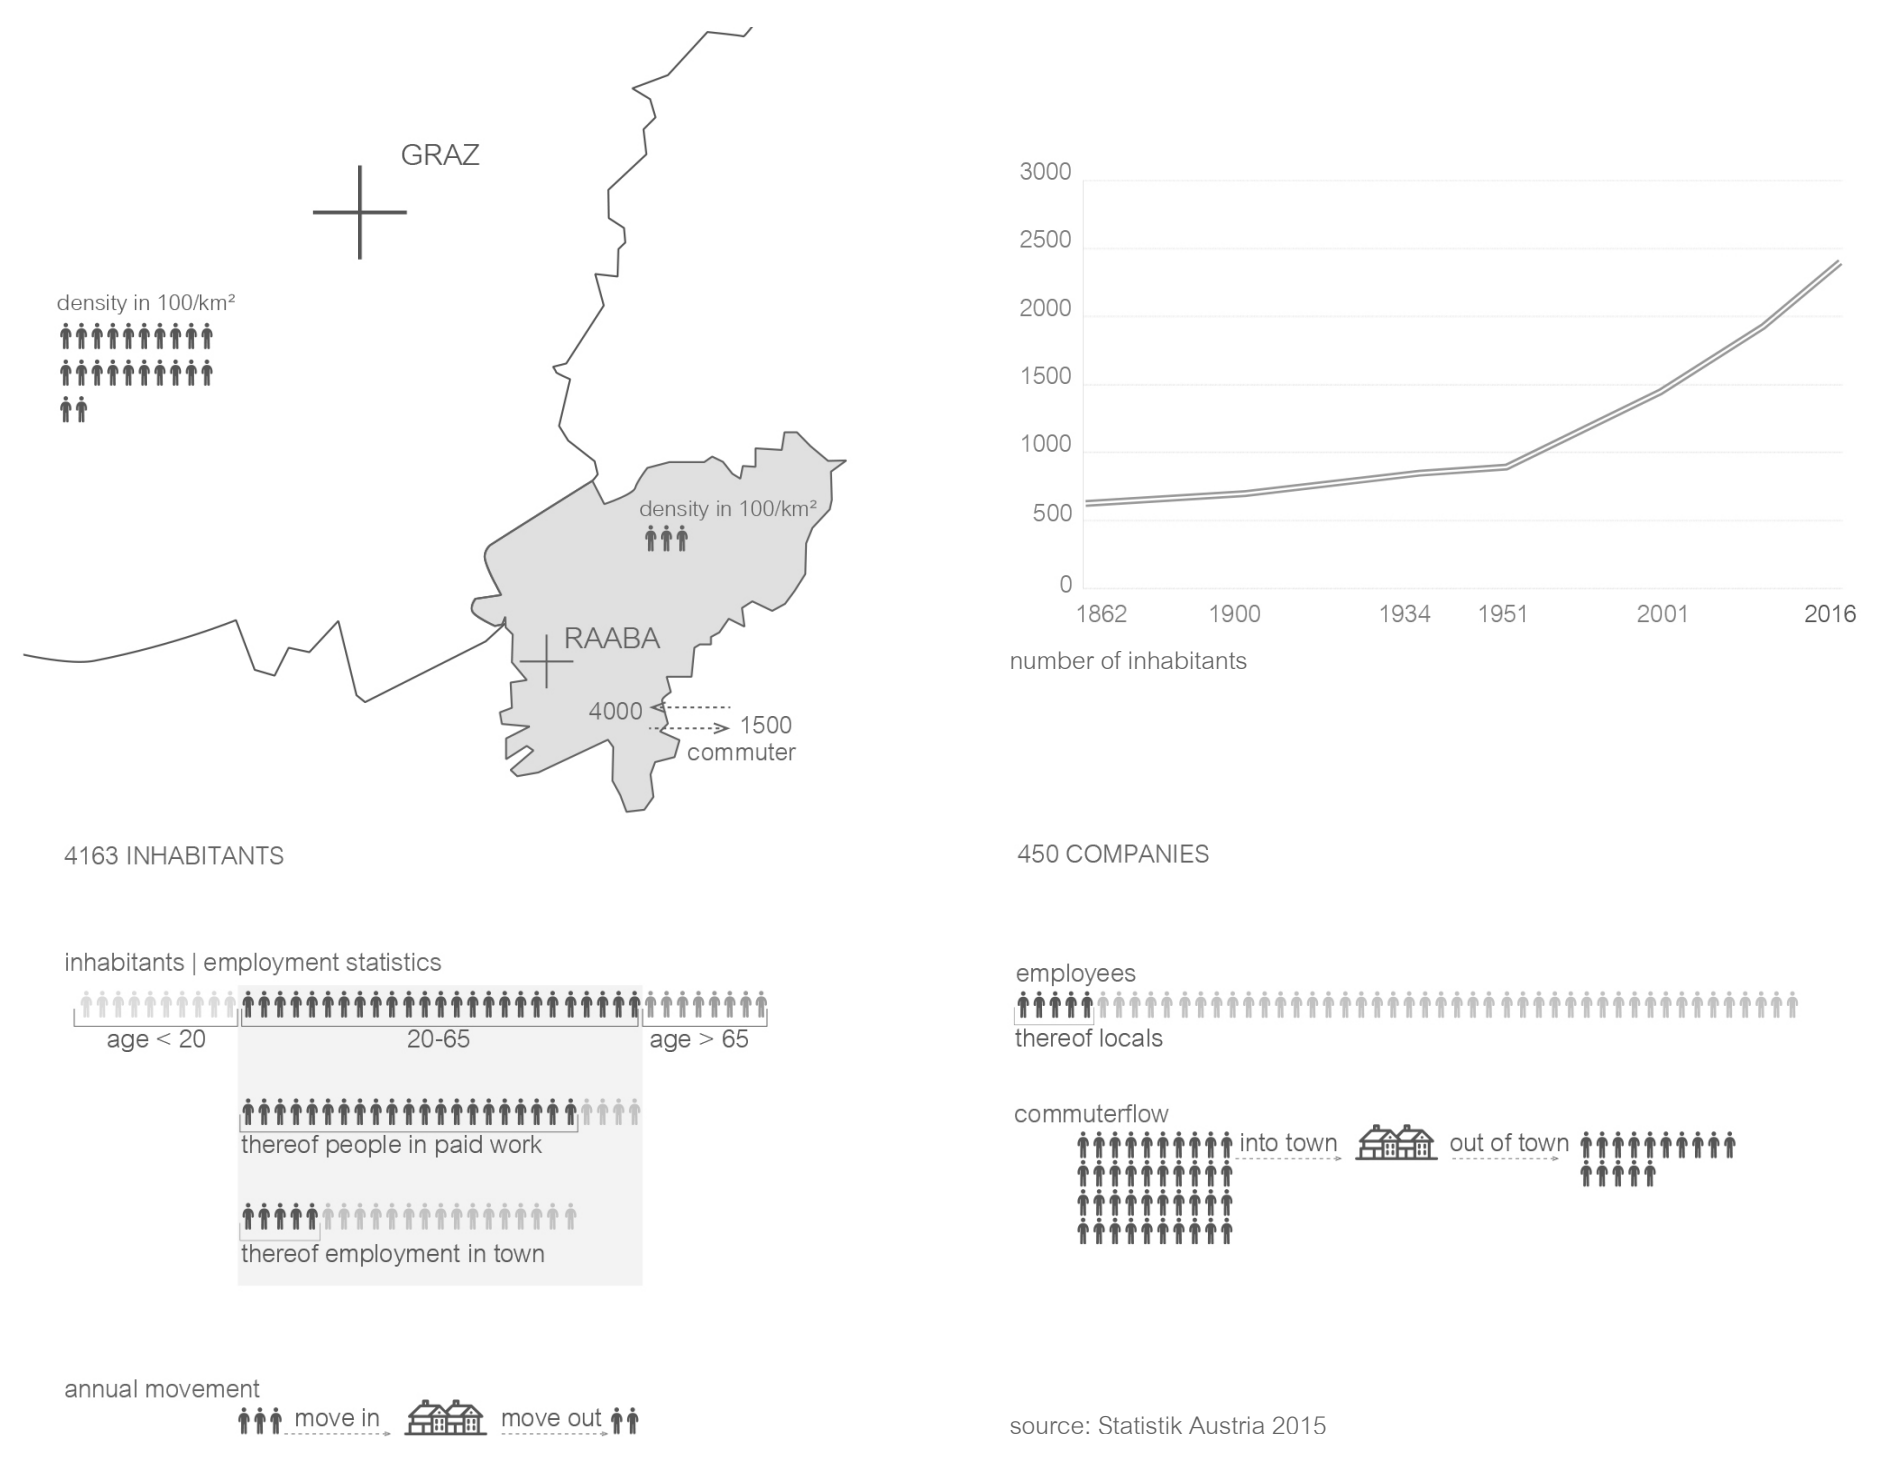 GRAZ
density in 100/km²
density in 100/km²
RAABA
4000
1500
commuter
3000
2500
2000
1500
1000
500
0
1862 1900 1934 1951 2001 2016
number of inhabitants
4163 INHABITANTS
450 COMPANIES
inhabitants | employment statistics
age < 20 20-65 age > 65
thereof people in paid work
thereof employment in town
employees
thereof locals
commuterflow
into town out of town
annual movement
move in move out
source: Statistik Austria 2015